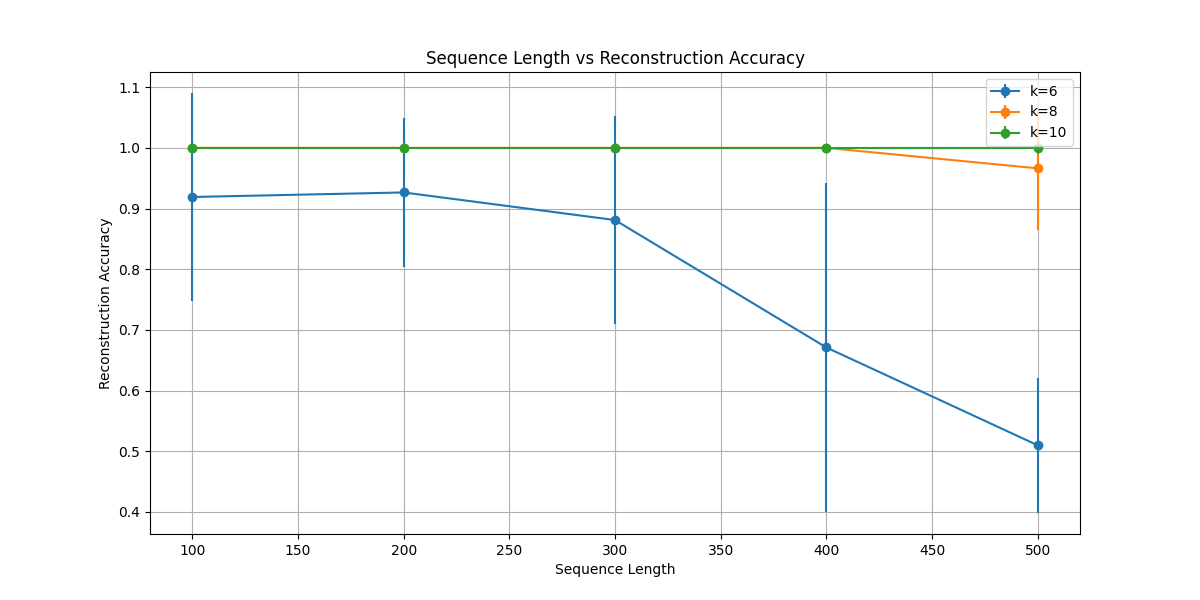 Sequence Length vs Reconstruction Accuracy
k=6
k=8
k=10
Reconstruction Accuracy
1.1
1.0
0.9
0.8
0.7
0.6
0.5
0.4
100 150 200 250 300 350 400 450 500
Sequence Length